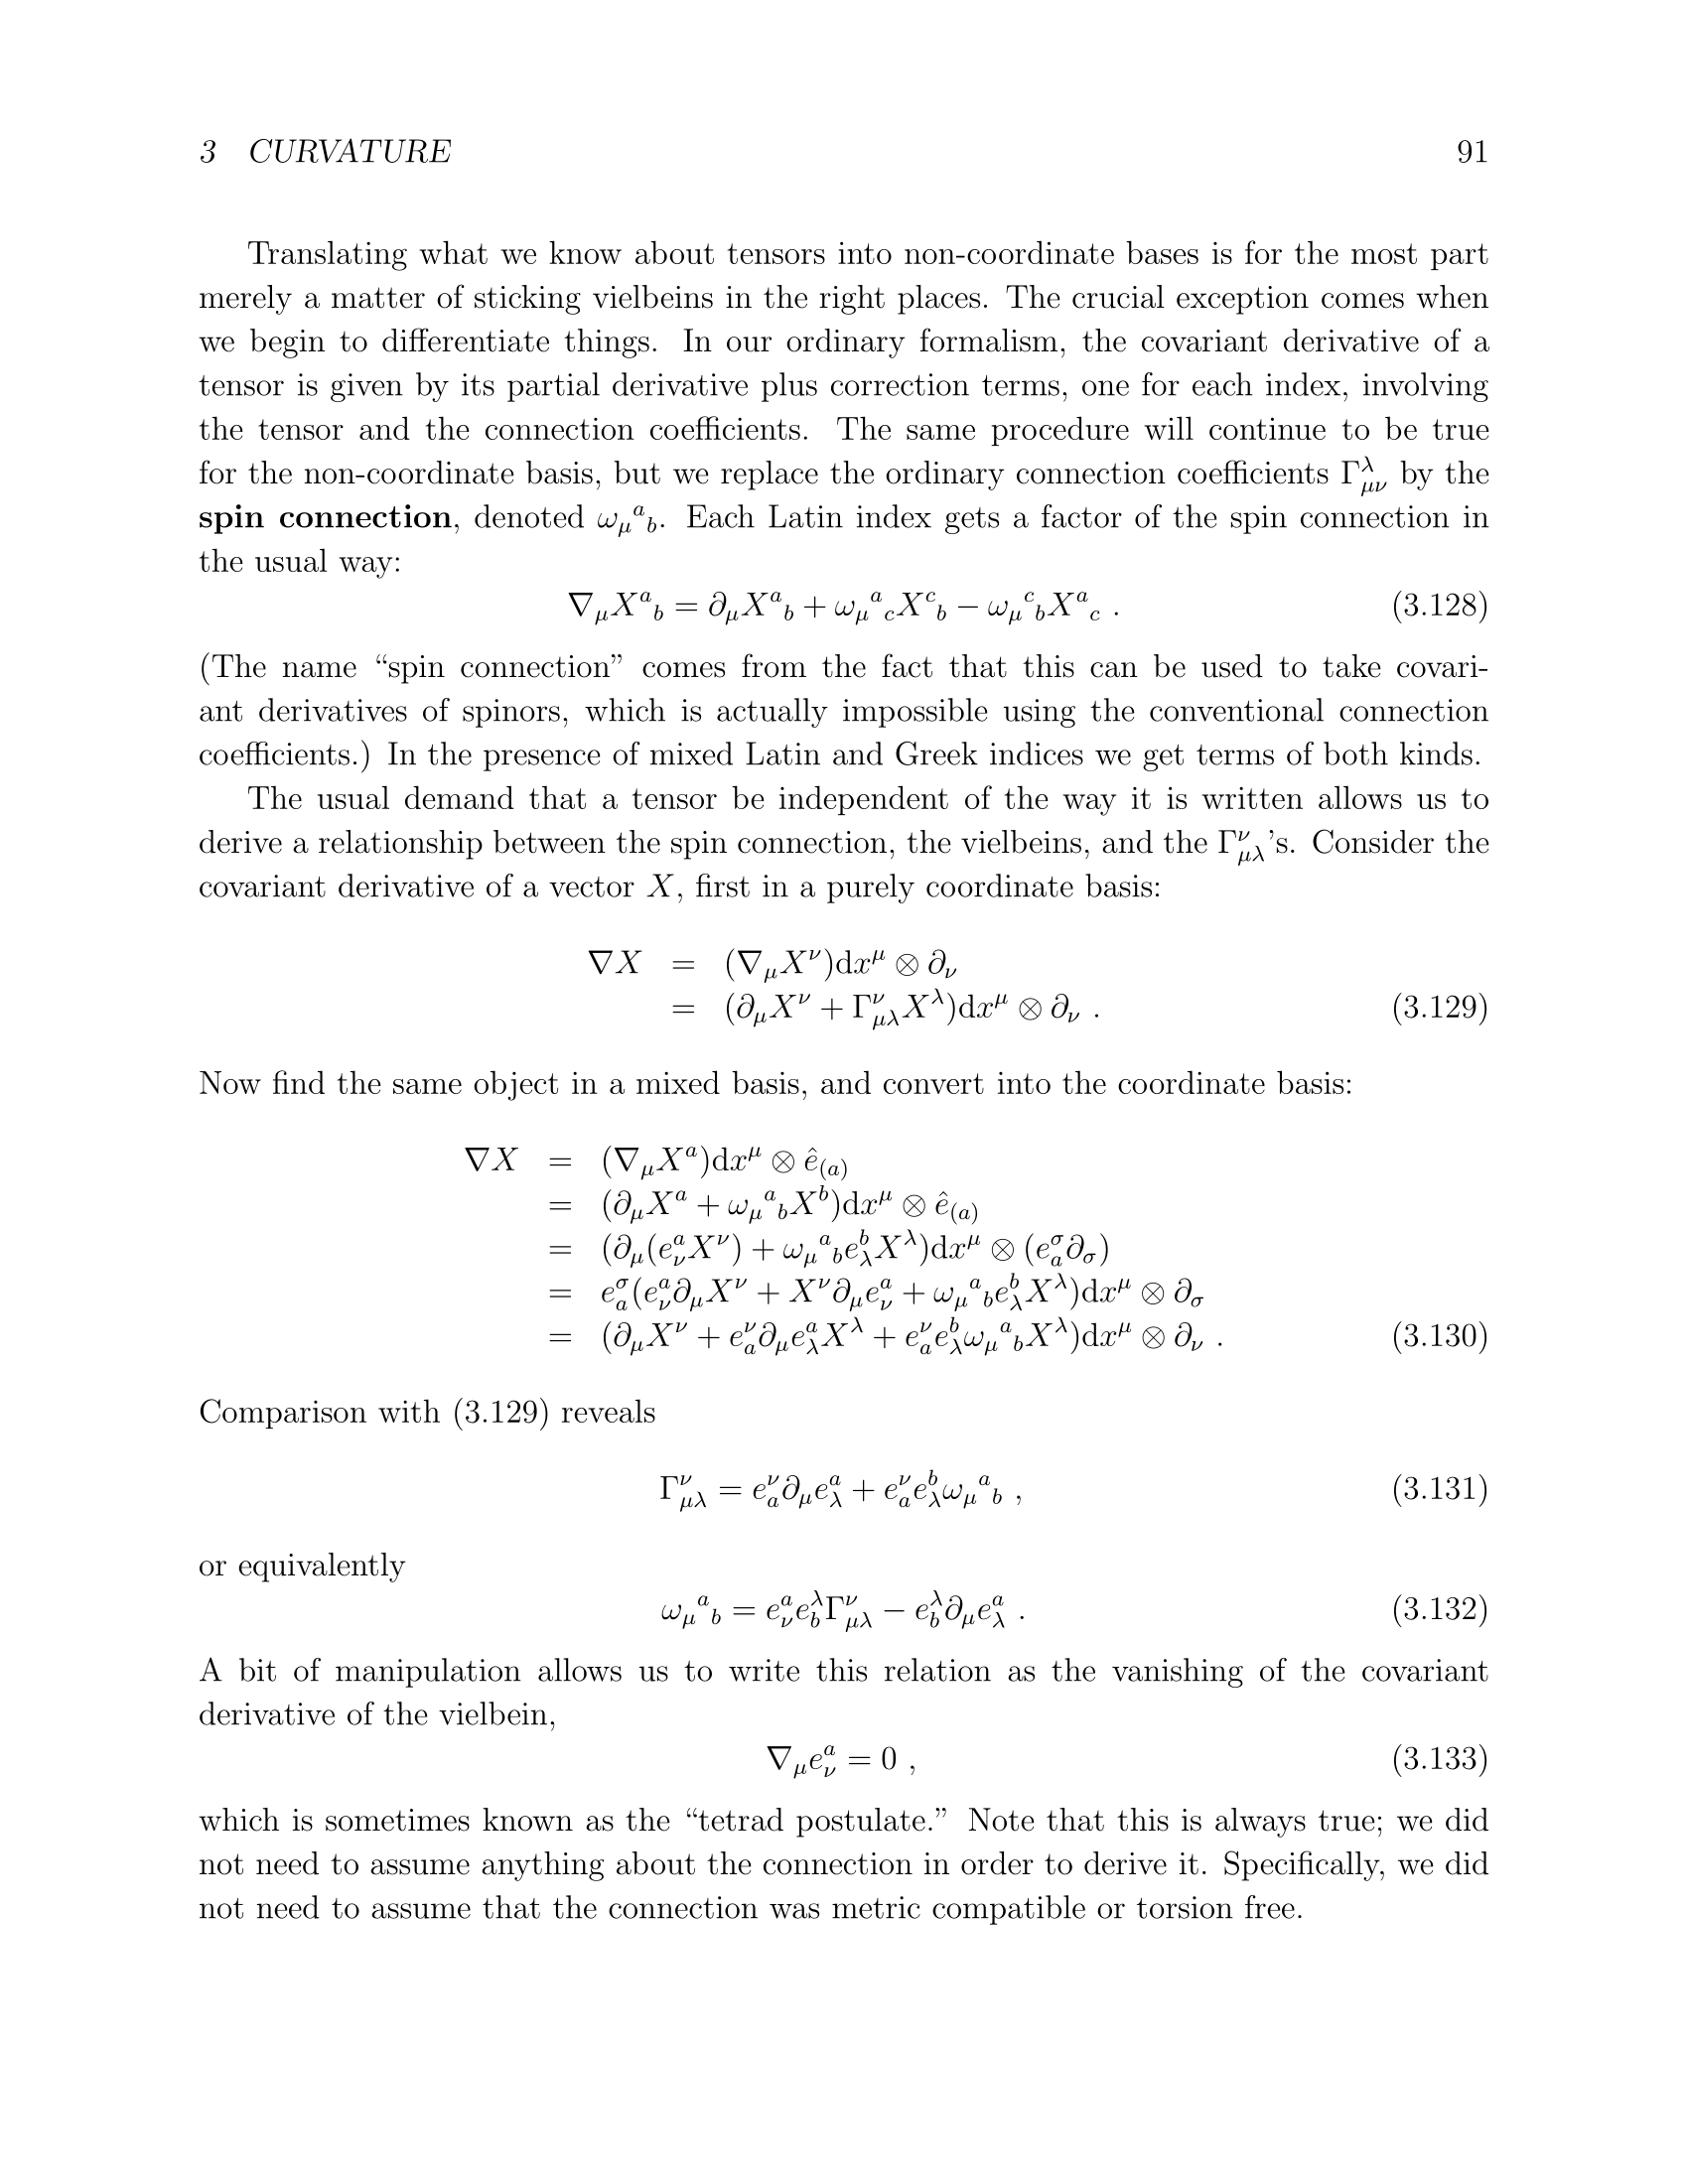 3 CURVATURE 91
Translating what we know about tensors into non-coordinate bases is for the most part
merely a matter of sticking vielbeins in the right places. The crucial exception comes when
we begin to differentiate things. In our ordinary formalism, the covariant derivative of a
tensor is given by its partial derivative plus correction terms, one for each index, involving
the tensor and the connection coefficients. The same procedure will continue to be true
for the non-coordinate basis, but we replace the ordinary connection coefficients $\Gamma^\lambda_{\mu\nu}$ by the
spin connection, denoted $\omega_\mu{}^a{}_b$. Each Latin index gets a factor of the spin connection in
the usual way:
$\nabla_\mu X^a{}_b = \partial_\mu X^a{}_b + \omega_\mu{}^a{}_c X^c{}_b - \omega_\mu{}^c{}_b X^a{}_c$ . (3.128)
(The name “spin connection” comes from the fact that this can be used to take covari-
ant derivatives of spinors, which is actually impossible using the conventional connection
coefficients.) In the presence of mixed Latin and Greek indices we get terms of both kinds.
The usual demand that a tensor be independent of the way it is written allows us to
derive a relationship between the spin connection, the vielbeins, and the $\Gamma^\nu_{\mu\lambda}$’s. Consider the
covariant derivative of a vector $X$, first in a purely coordinate basis:
$\nabla X = (\nabla_\mu X^\nu)\mathrm{d}x^\mu \otimes \partial_\nu$
$= (\partial_\mu X^\nu + \Gamma^\nu_{\mu\lambda} X^\lambda)\mathrm{d}x^\mu \otimes \partial_\nu$ . (3.129)
Now find the same object in a mixed basis, and convert into the coordinate basis:
$\nabla X = (\nabla_\mu X^a)\mathrm{d}x^\mu \otimes \hat{e}_{(a)}$
$= (\partial_\mu X^a + \omega_\mu{}^a{}_b X^b)\mathrm{d}x^\mu \otimes \hat{e}_{(a)}$
$= (\partial_\mu(e^a_\nu X^\nu) + \omega_\mu{}^a{}_b e^b_\lambda X^\lambda)\mathrm{d}x^\mu \otimes (e^\sigma_a \partial_\sigma)$
$= e^\sigma_a(e^a_\nu \partial_\mu X^\nu + X^\nu \partial_\mu e^a_\nu + \omega_\mu{}^a{}_b e^b_\lambda X^\lambda)\mathrm{d}x^\mu \otimes \partial_\sigma$
$= (\partial_\mu X^\nu + e^\nu_a \partial_\mu e^a_\lambda X^\lambda + e^\nu_a e^b_\lambda \omega_\mu{}^a{}_b X^\lambda)\mathrm{d}x^\mu \otimes \partial_\nu$ . (3.130)
Comparison with (3.129) reveals
$\Gamma^\nu_{\mu\lambda} = e^\nu_a \partial_\mu e^a_\lambda + e^\nu_a e^b_\lambda \omega_\mu{}^a{}_b$ , (3.131)
or equivalently
$\omega_\mu{}^a{}_b = e^a_\nu e^\lambda_b \Gamma^\nu_{\mu\lambda} - e^\lambda_b \partial_\mu e^a_\lambda$ . (3.132)
A bit of manipulation allows us to write this relation as the vanishing of the covariant
derivative of the vielbein,
$\nabla_\mu e^a_\nu = 0$ , (3.133)
which is sometimes known as the “tetrad postulate.” Note that this is always true; we did
not need to assume anything about the connection in order to derive it. Specifically, we did
not need to assume that the connection was metric compatible or torsion free.